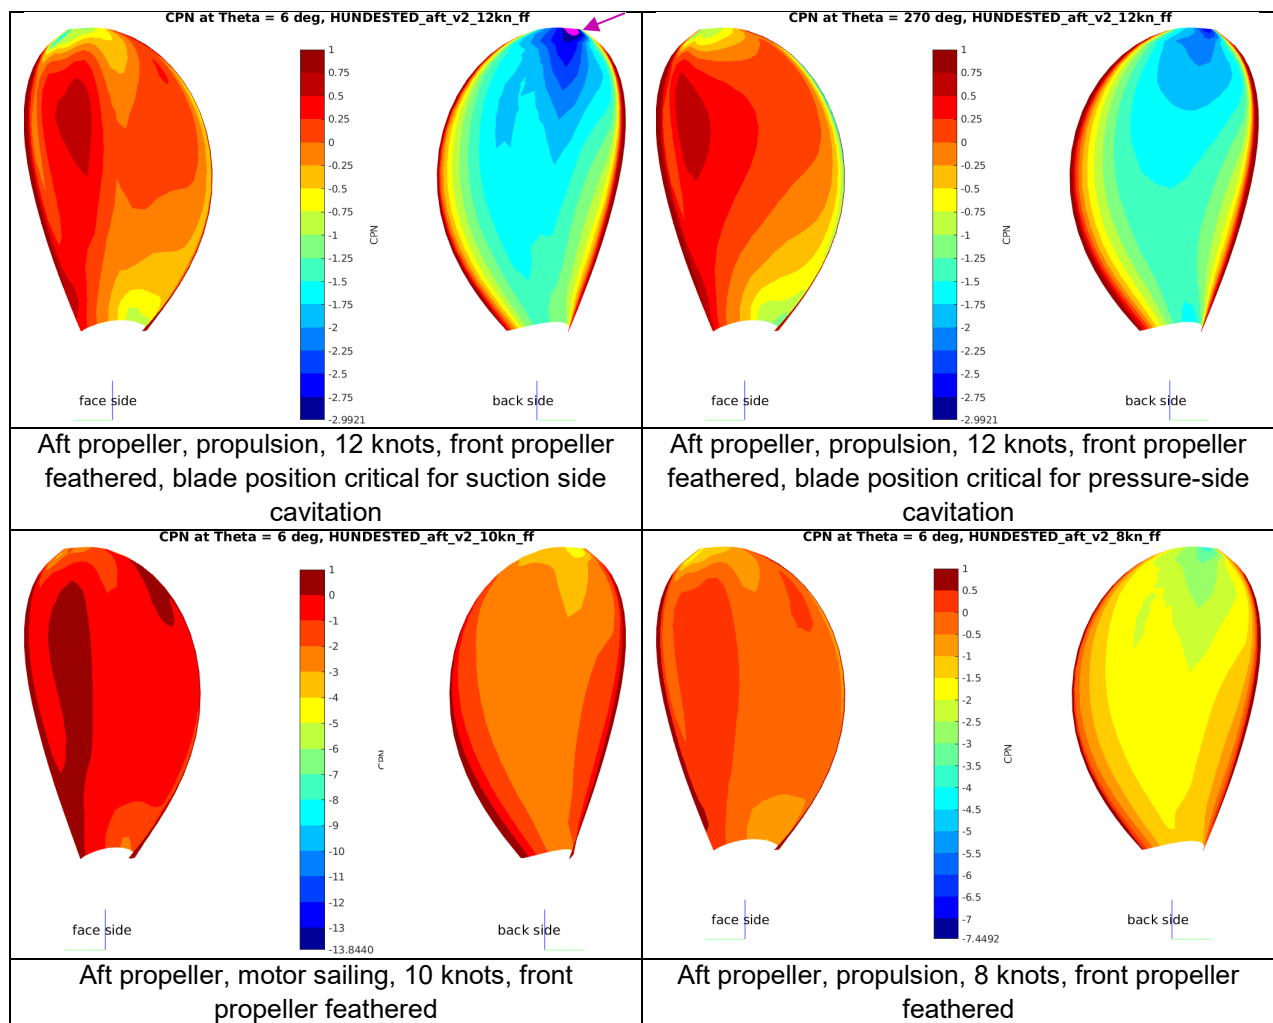 CPN at Theta = 6 deg, HUNDESTED_aft_v2_12kn_ff
1
0.75
0.5
0.25
0
-0.25
-0.5
-0.75
-1
-1.25
-1.5
-1.75
-2
-2.25
-2.5
-2.75
-2.9921
CPN
face side
back side
CPN at Theta = 270 deg, HUNDESTED_aft_v2_12kn_ff
1
0.75
0.5
0.25
0
-0.25
-0.5
-0.75
-1
-1.25
-1.5
-1.75
-2
-2.25
-2.5
-2.75
-2.9921
CPN
face side
back side
Aft propeller, propulsion, 12 knots, front propeller
feathered, blade position critical for suction side
cavitation
Aft propeller, propulsion, 12 knots, front propeller
feathered, blade position critical for pressure-side
cavitation
CPN at Theta = 6 deg, HUNDESTED_aft_v2_10kn_ff
1
0
-1
-2
-3
-4
-5
-6
-7
-8
-9
-10
-11
-12
-13
-13.8440
CPN
face side
back side
CPN at Theta = 6 deg, HUNDESTED_aft_v2_8kn_ff
1
0.5
0
-0.5
-1
-1.5
-2
-2.5
-3
-3.5
-4
-4.5
-5
-5.5
-6
-6.5
-7
-7.4492
CPN
face side
back side
Aft propeller, motor sailing, 10 knots, front
propeller feathered
Aft propeller, propulsion, 8 knots, front propeller
feathered